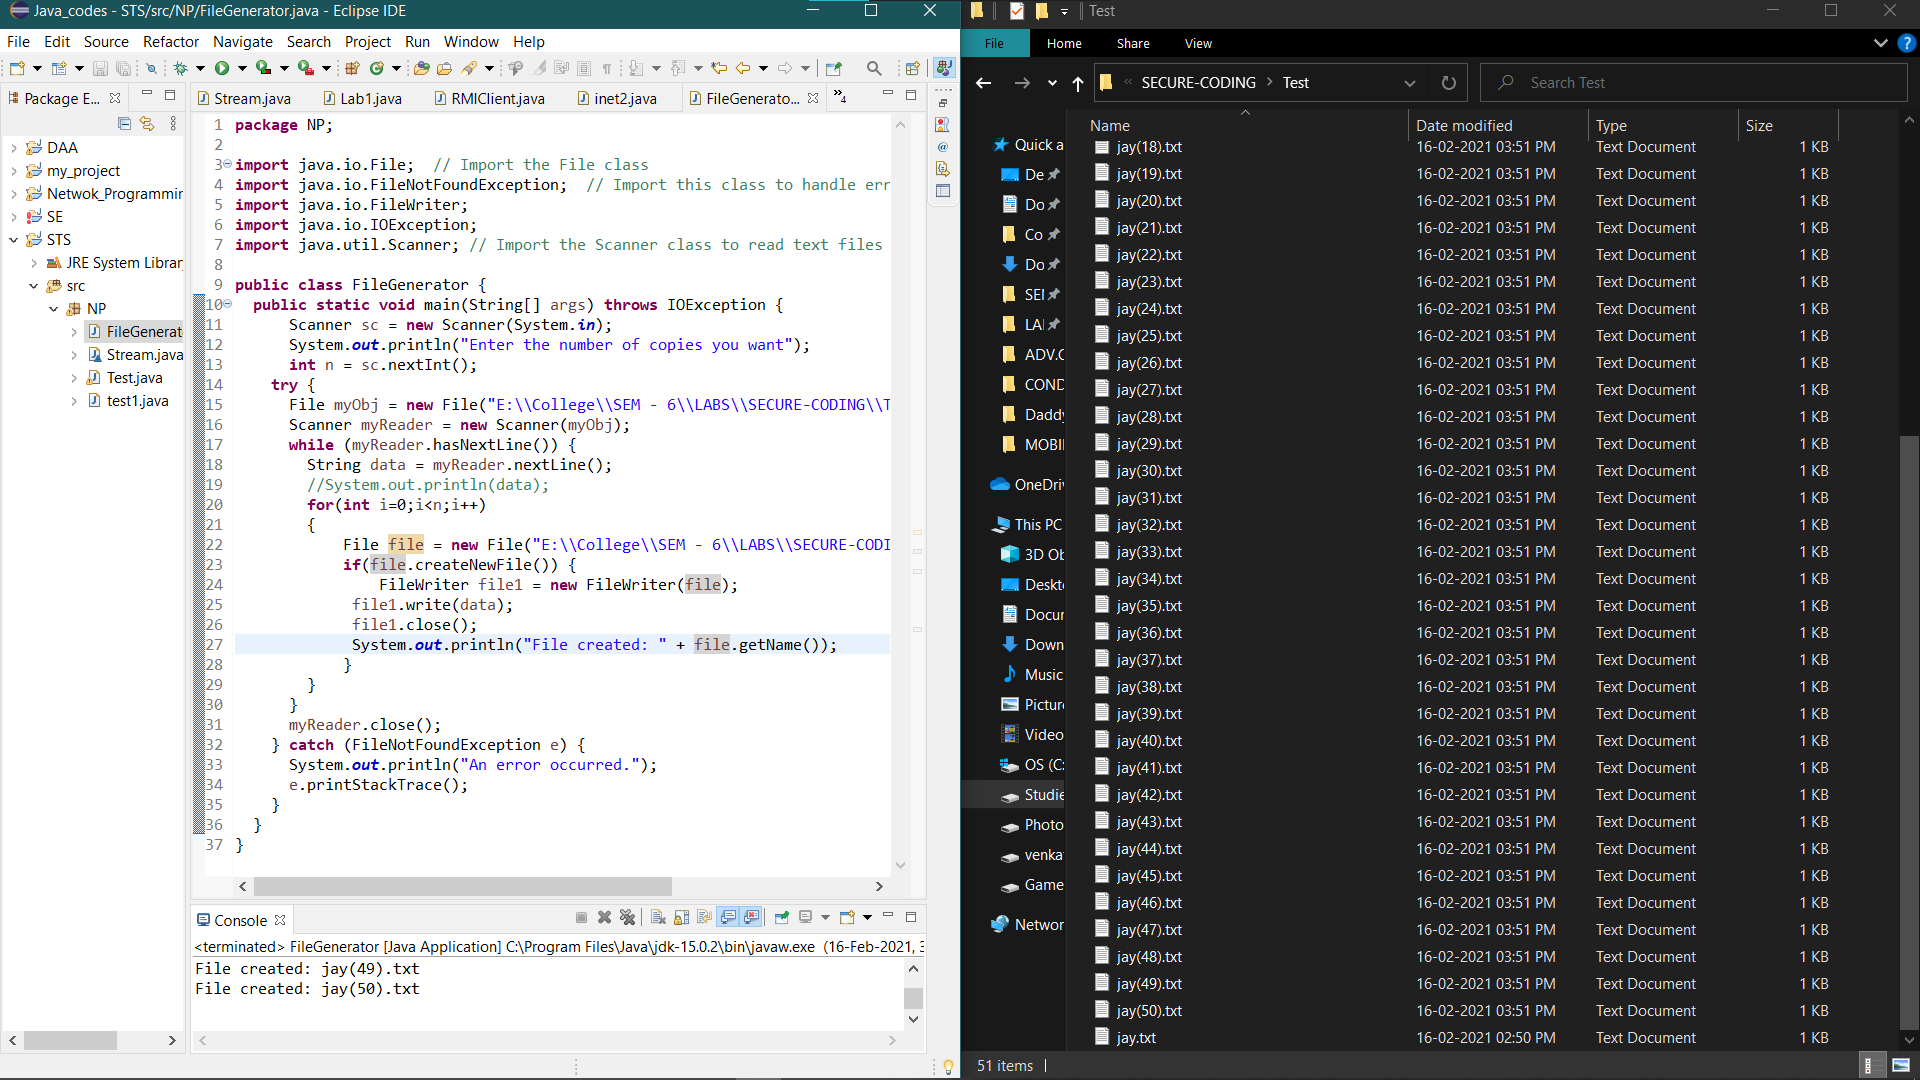 Java_codes - STS/src/NP/FileGenerator.java - Eclipse IDE
File Edit Source Refactor Navigate Search Project Run Window Help
Package E...
DAA
my_project
Netwok_Programmin
SE
STS
JRE System Librar
src
NP
FileGenerat
Stream.java
Test.java
test1.java
Stream.java Lab1.java RMIClient.java inet2.java FileGenerato... 4
1 package NP;
2
3 import java.io.File;  // Import the File class
4 import java.io.FileNotFoundException;  // Import this class to handle err
5 import java.io.FileWriter;
6 import java.io.IOException;
7 import java.util.Scanner; // Import the Scanner class to read text files
8
9 public class FileGenerator {
10 public static void main(String[] args) throws IOException {
11 Scanner sc = new Scanner(System.in);
12 System.out.println("Enter the number of copies you want");
13 int n = sc.nextInt();
14 try {
15 File myObj = new File("E:\\College\\SEM - 6\\LABS\\SECURE-CODING\\T
16 Scanner myReader = new Scanner(myObj);
17 while (myReader.hasNextLine()) {
18 String data = myReader.nextLine();
19 //System.out.println(data);
20 for(int i=0;i<n;i++)
21 {
22 File file = new File("E:\\College\\SEM - 6\\LABS\\SECURE-CODI
23 if(file.createNewFile()) {
24 FileWriter file1 = new FileWriter(file);
25 file1.write(data);
26 file1.close();
27 System.out.println("File created: " + file.getName());
28 }
29 }
30 }
31 myReader.close();
32 } catch (FileNotFoundException e) {
33 System.out.println("An error occurred.");
34 e.printStackTrace();
35 }
36 }
37 }
Console
<terminated> FileGenerator [Java Application] C:\Program Files\Java\jdk-15.0.2\bin\javaw.exe (16-Feb-2021, 3
File created: jay(49).txt
File created: jay(50).txt
Test
File Home Share View
SECURE-CODING Test
Search Test
Quick a
De
Do
Co
Do
SEI
LA
ADV.C
COND
Daddy
MOBI
OneDri
This PC
3D Ob
Deskto
Docum
Down
Music
Picture
Video
OS (C:
Studie
Photo
venka
Game
Networ
Name Date modified Type Size
jay(18).txt 16-02-2021 03:51 PM Text Document 1 KB
jay(19).txt 16-02-2021 03:51 PM Text Document 1 KB
jay(20).txt 16-02-2021 03:51 PM Text Document 1 KB
jay(21).txt 16-02-2021 03:51 PM Text Document 1 KB
jay(22).txt 16-02-2021 03:51 PM Text Document 1 KB
jay(23).txt 16-02-2021 03:51 PM Text Document 1 KB
jay(24).txt 16-02-2021 03:51 PM Text Document 1 KB
jay(25).txt 16-02-2021 03:51 PM Text Document 1 KB
jay(26).txt 16-02-2021 03:51 PM Text Document 1 KB
jay(27).txt 16-02-2021 03:51 PM Text Document 1 KB
jay(28).txt 16-02-2021 03:51 PM Text Document 1 KB
jay(29).txt 16-02-2021 03:51 PM Text Document 1 KB
jay(30).txt 16-02-2021 03:51 PM Text Document 1 KB
jay(31).txt 16-02-2021 03:51 PM Text Document 1 KB
jay(32).txt 16-02-2021 03:51 PM Text Document 1 KB
jay(33).txt 16-02-2021 03:51 PM Text Document 1 KB
jay(34).txt 16-02-2021 03:51 PM Text Document 1 KB
jay(35).txt 16-02-2021 03:51 PM Text Document 1 KB
jay(36).txt 16-02-2021 03:51 PM Text Document 1 KB
jay(37).txt 16-02-2021 03:51 PM Text Document 1 KB
jay(38).txt 16-02-2021 03:51 PM Text Document 1 KB
jay(39).txt 16-02-2021 03:51 PM Text Document 1 KB
jay(40).txt 16-02-2021 03:51 PM Text Document 1 KB
jay(41).txt 16-02-2021 03:51 PM Text Document 1 KB
jay(42).txt 16-02-2021 03:51 PM Text Document 1 KB
jay(43).txt 16-02-2021 03:51 PM Text Document 1 KB
jay(44).txt 16-02-2021 03:51 PM Text Document 1 KB
jay(45).txt 16-02-2021 03:51 PM Text Document 1 KB
jay(46).txt 16-02-2021 03:51 PM Text Document 1 KB
jay(47).txt 16-02-2021 03:51 PM Text Document 1 KB
jay(48).txt 16-02-2021 03:51 PM Text Document 1 KB
jay(49).txt 16-02-2021 03:51 PM Text Document 1 KB
jay(50).txt 16-02-2021 03:51 PM Text Document 1 KB
jay.txt 16-02-2021 02:50 PM Text Document 1 KB
51 items